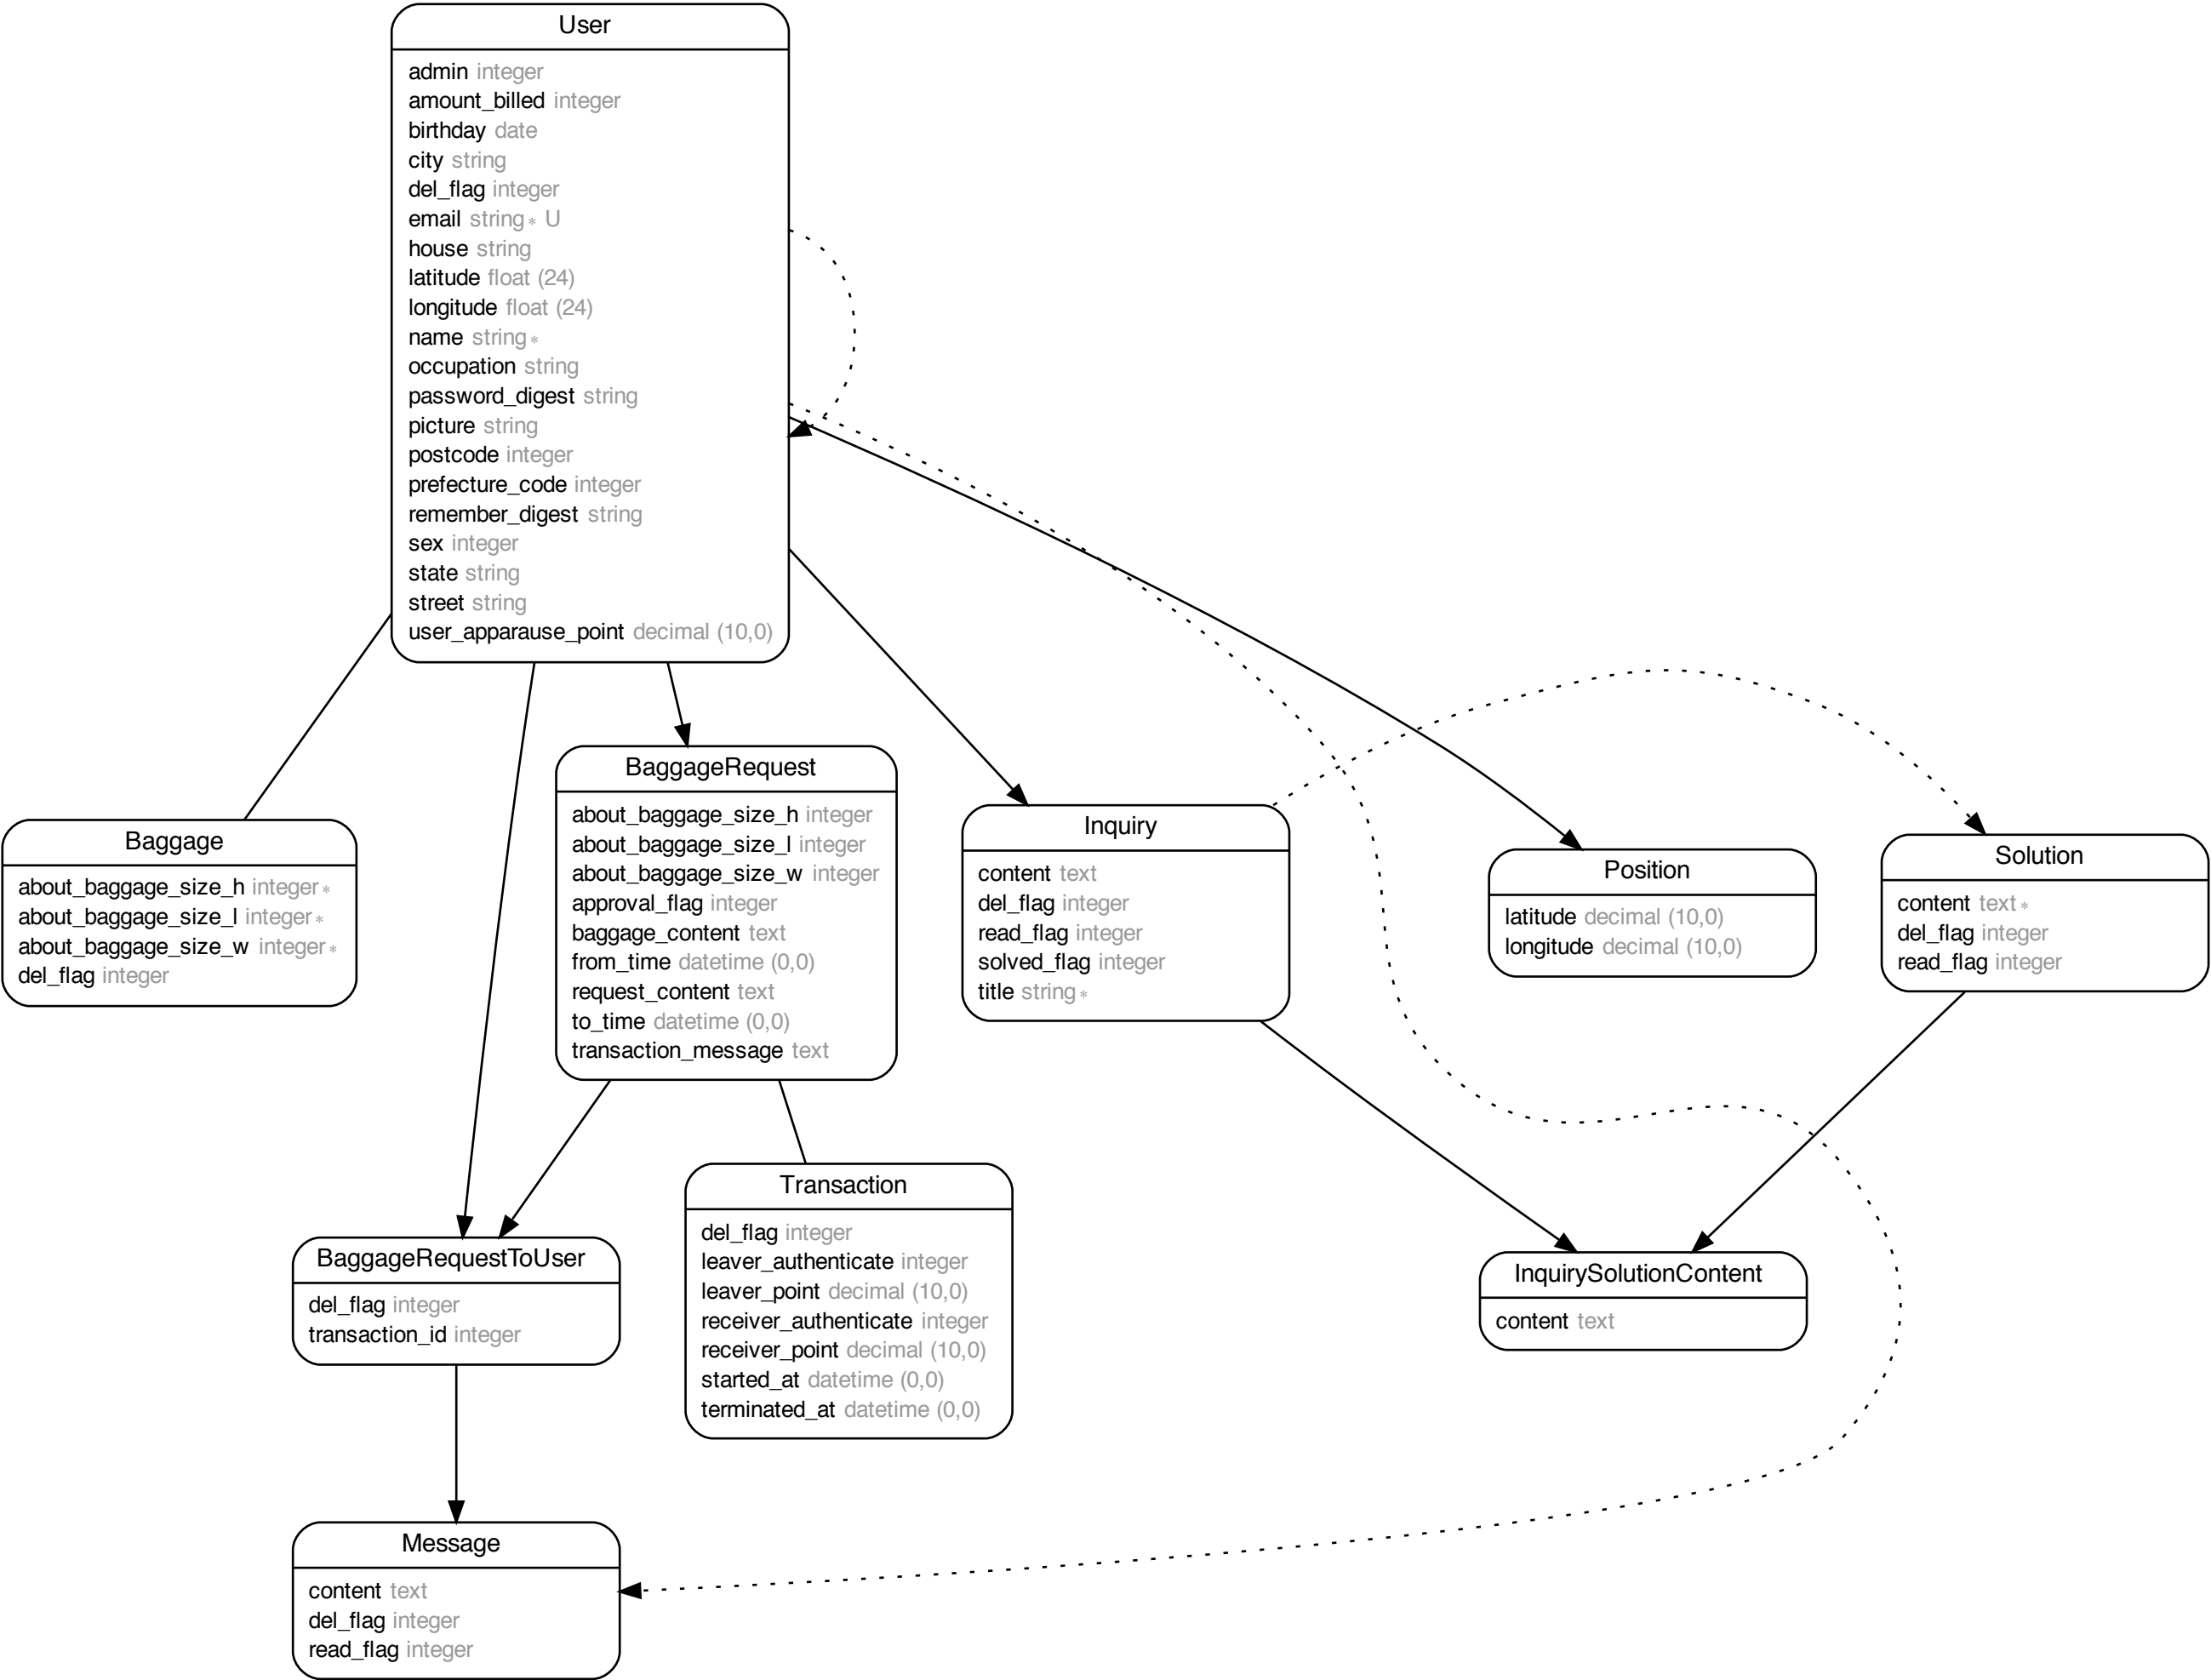 User
admin integer
amount_billed integer
birthday date
city string
del_flag integer
email string∗ U
house string
latitude float (24)
longitude float (24)
name string∗
occupation string
password_digest string
picture string
postcode integer
prefecture_code integer
remember_digest string
sex integer
state string
street string
user_apparause_point decimal (10,0)
Baggage
about_baggage_size_h integer∗
about_baggage_size_l integer∗
about_baggage_size_w integer∗
del_flag integer
BaggageRequest
about_baggage_size_h integer
about_baggage_size_l integer
about_baggage_size_w integer
approval_flag integer
baggage_content text
from_time datetime (0,0)
request_content text
to_time datetime (0,0)
transaction_message text
Inquiry
content text
del_flag integer
read_flag integer
solved_flag integer
title string∗
Position
latitude decimal (10,0)
longitude decimal (10,0)
Solution
content text∗
del_flag integer
read_flag integer
BaggageRequestToUser
del_flag integer
transaction_id integer
Transaction
del_flag integer
leaver_authenticate integer
leaver_point decimal (10,0)
receiver_authenticate integer
receiver_point decimal (10,0)
started_at datetime (0,0)
terminated_at datetime (0,0)
InquirySolutionContent
content text
Message
content text
del_flag integer
read_flag integer